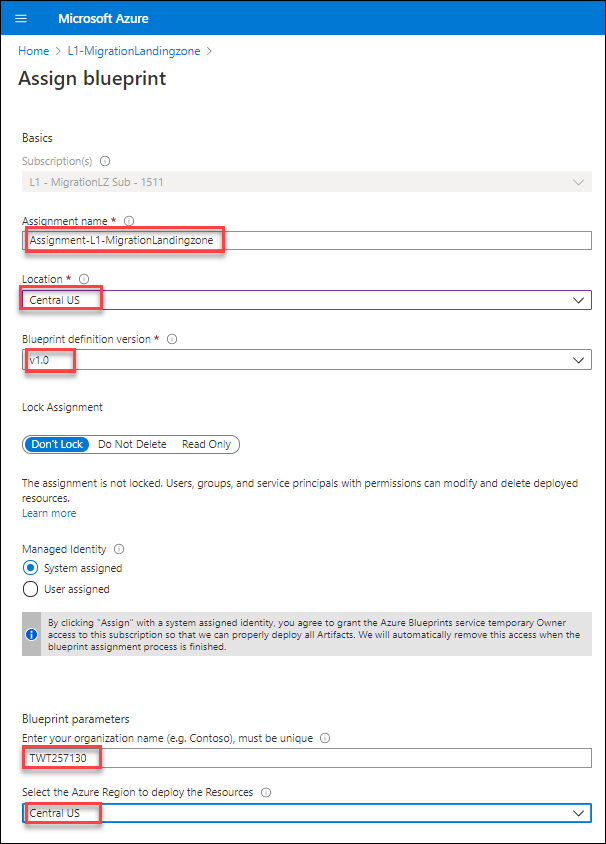 Microsoft Azure
Home > L1-MigrationLandingzone >
Assign blueprint
Basics
Subscription(s)
L1 - MigrationLZ Sub - 1511
Assignment name *
Assignment-L1-MigrationLandingzone
Location *
Central US
Blueprint definition version *
v1.0
Lock Assignment
Don't Lock Do Not Delete Read Only
The assignment is not locked. Users, groups, and service principals with permissions can modify and delete deployed
resources.
Learn more
Managed Identity
System assigned
User assigned
By clicking "Assign" with a system assigned identity, you agree to grant the Azure Blueprints service temporary Owner
access to this subscription so that we can properly deploy all Artifacts. We will automatically remove this access when the
blueprint assignment process is finished.
Blueprint parameters
Enter your organization name (e.g. Contoso), must be unique
TWT257130
Select the Azure Region to deploy the Resources
Central US